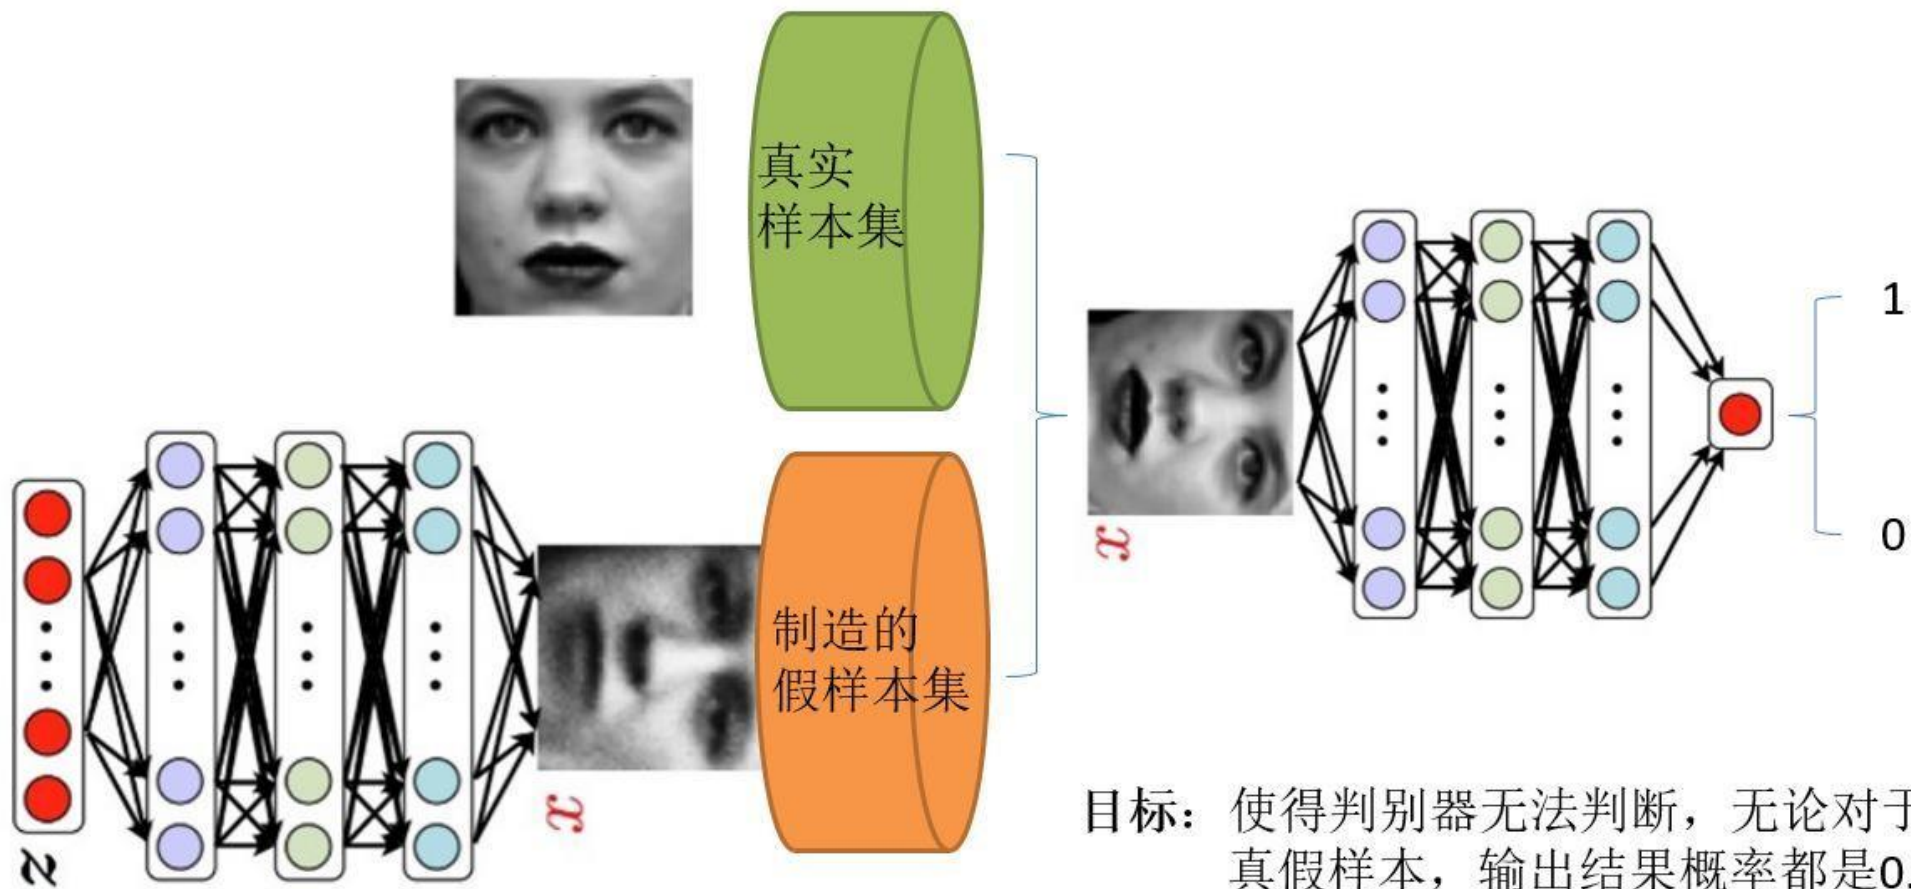 真实
样本集
1
0
制造的
假样本集
x
x
z
目标：使得判别器无法判断，无论对于
真假样本，输出结果概率都是0.